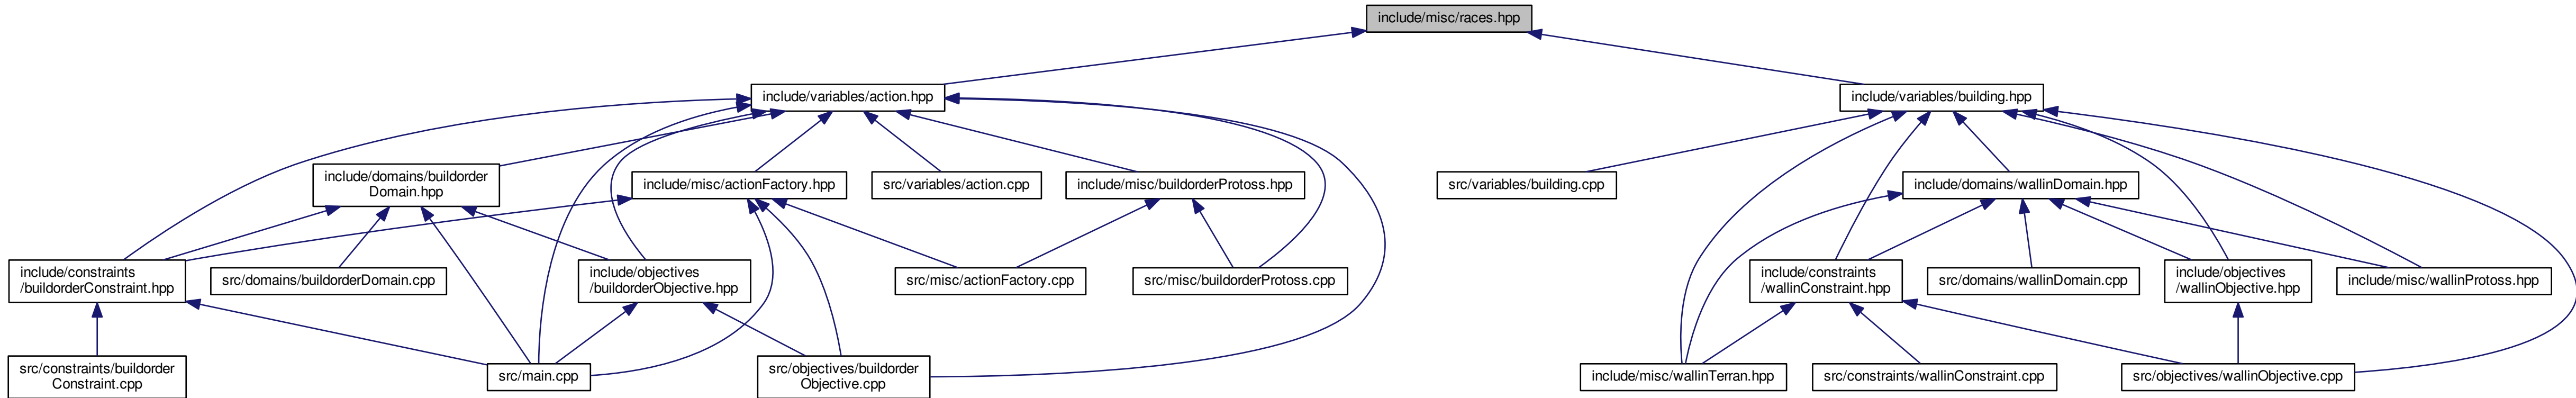 include/misc/races.hpp
include/variables/action.hpp
include/variables/building.hpp
include/domains/buildorder
Domain.hpp
include/misc/actionFactory.hpp
src/variables/action.cpp
include/misc/buildorderProtoss.hpp
src/variables/building.cpp
include/domains/wallinDomain.hpp
include/constraints
/buildorderConstraint.hpp
src/domains/buildorderDomain.cpp
include/objectives
/buildorderObjective.hpp
src/misc/actionFactory.cpp
src/misc/buildorderProtoss.cpp
include/constraints
/wallinConstraint.hpp
src/domains/wallinDomain.cpp
include/objectives
/wallinObjective.hpp
include/misc/wallinProtoss.hpp
src/constraints/buildorder
Constraint.cpp
src/main.cpp
src/objectives/buildorder
Objective.cpp
include/misc/wallinTerran.hpp
src/constraints/wallinConstraint.cpp
src/objectives/wallinObjective.cpp